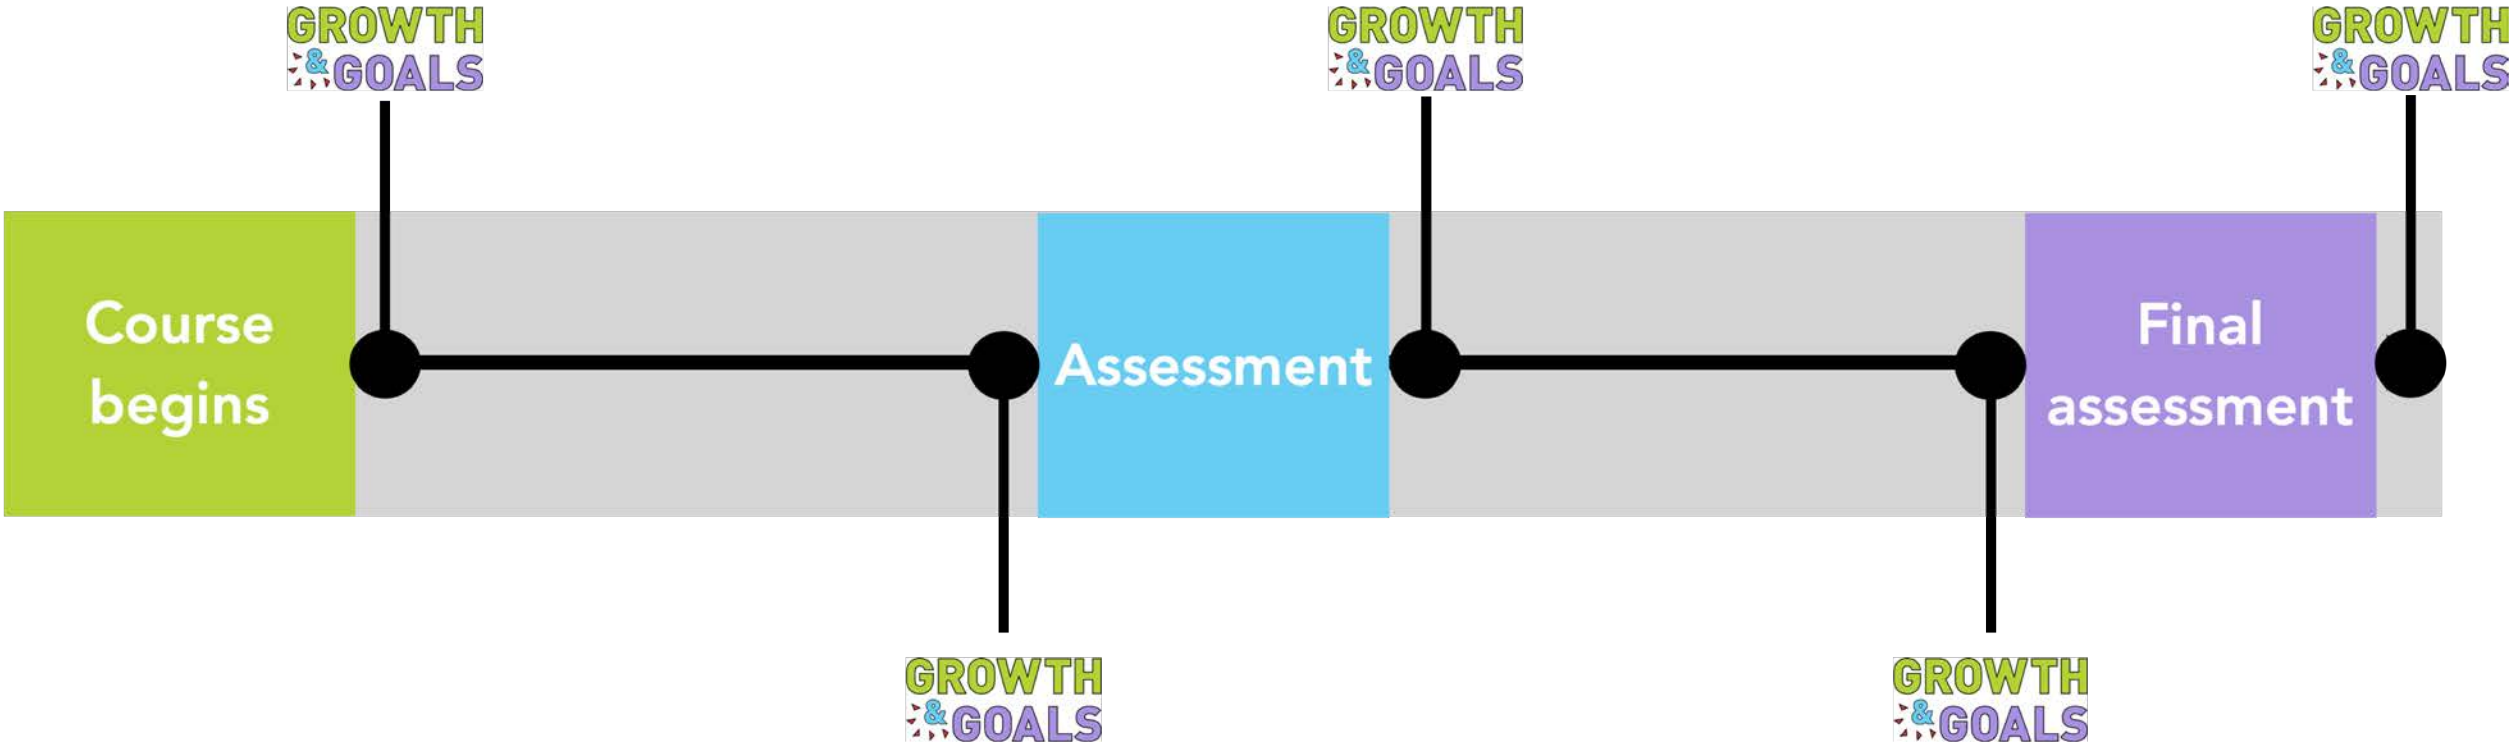 GROWTH
& GOALS
GROWTH
& GOALS
GROWTH
& GOALS
Course
begins
Assessment
Final
assessment
GROWTH
& GOALS
GROWTH
& GOALS